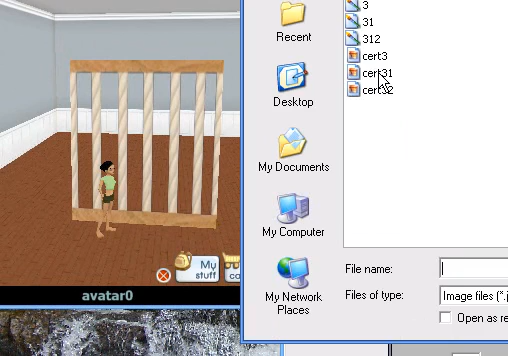 3
31
312
cert3
cert31
Recent
Desktop
My Documents
My Computer
My Network
Places
My
stuff
avatar0
File name:
Files of type:
Image files (*.j
Open as re